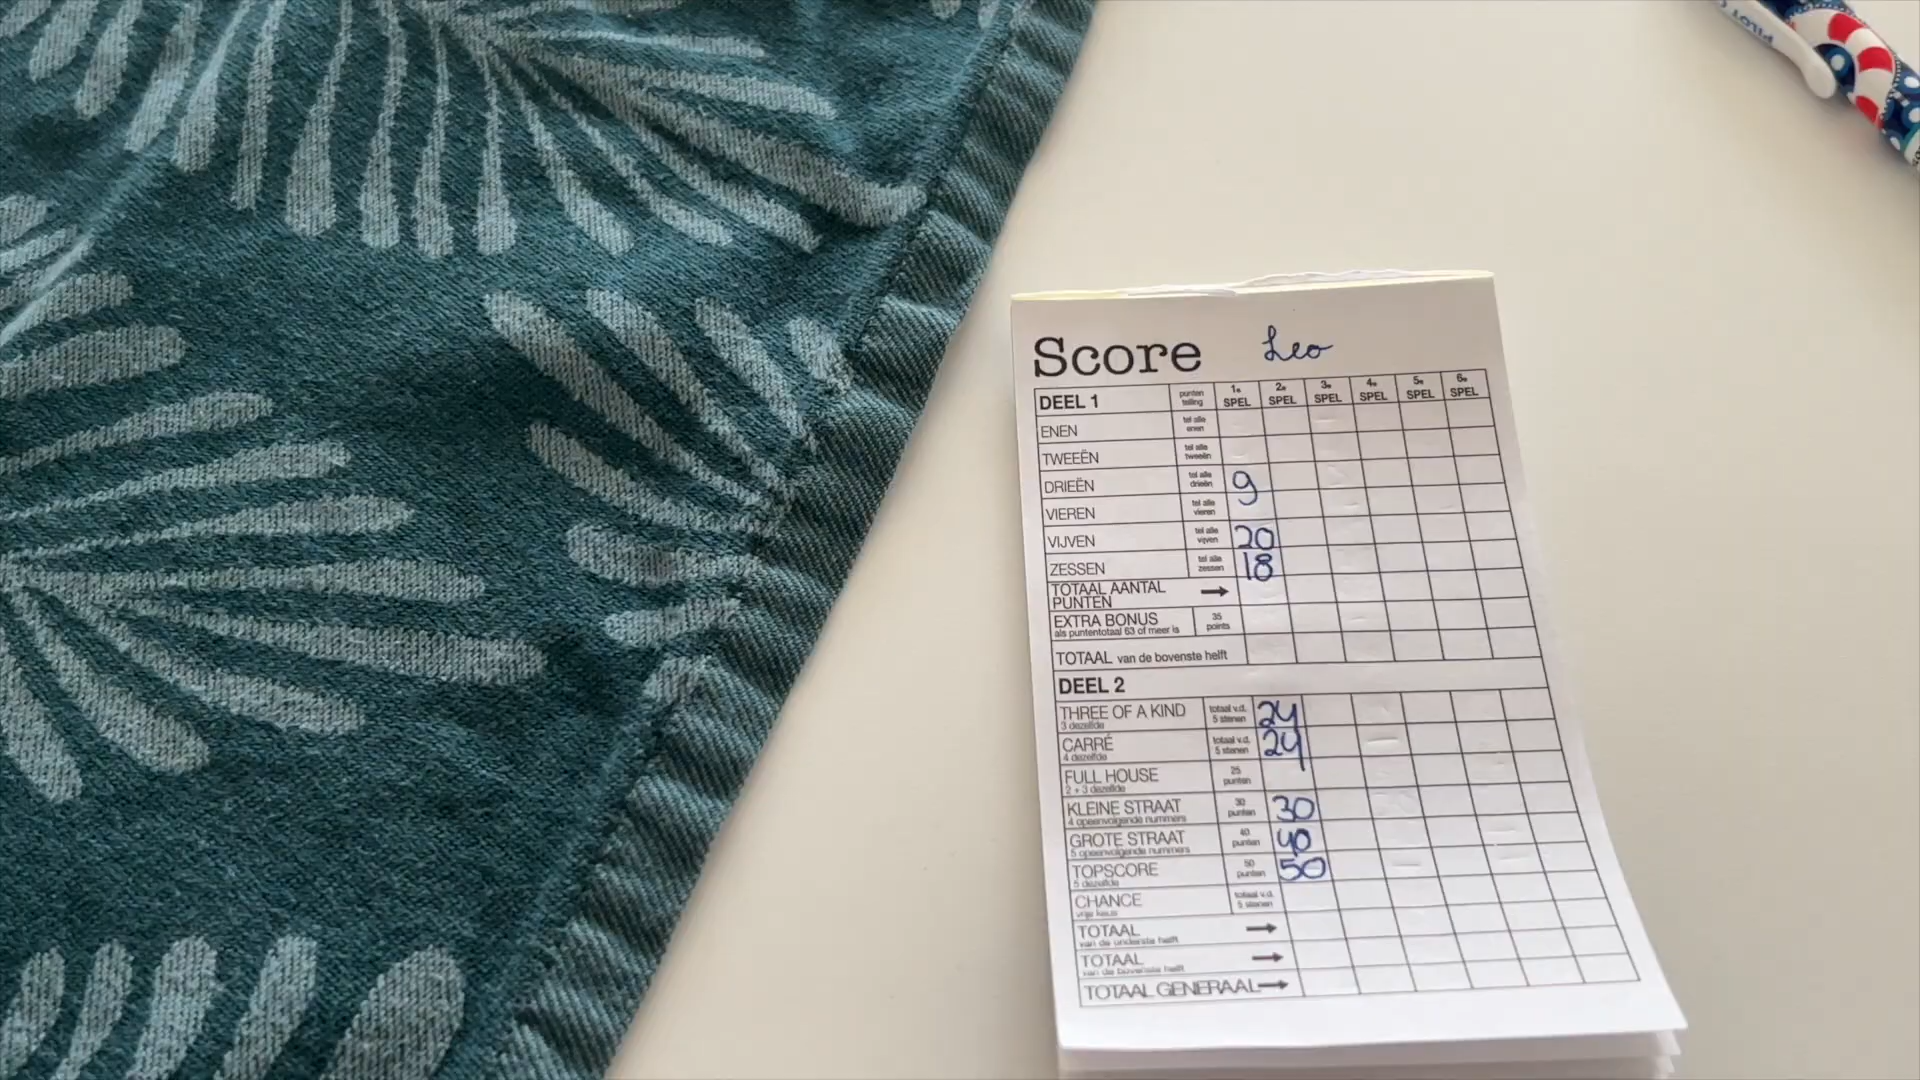 PILOT
Score Leo
DEEL 1 punten telling 1e SPEL 2e SPEL 3e SPEL 4e SPEL 5e SPEL 6e SPEL
ENEN tel alle enen
TWEEËN tel alle tweeën
DRIEËN tel alle drieën 9
VIEREN tel alle vieren
VIJVEN tel alle vijven 20
ZESSEN tel alle zessen 18
TOTAAL AANTAL
PUNTEN
EXTRA BONUS 35 points
als puntentotaal 63 of meer is
TOTAAL van de bovenste helft
DEEL 2
THREE OF A KIND totaal v.d. 5 stenen 24
3 dezelfde
CARRÉ totaal v.d. 5 stenen 24
4 dezelfde
FULL HOUSE 25 punten
2 + 3 dezelfde
KLEINE STRAAT 30 punten 30
4 opeenvolgende nummers
GROTE STRAAT 40 punten 40
5 opeenvolgende nummers
TOPSCORE 50 punten 50
5 dezelfde
CHANCE totaal v.d. 5 stenen
vrije keus
TOTAAL
van de onderste helft
TOTAAL
van de bovenste helft
TOTAAL GENERAAL